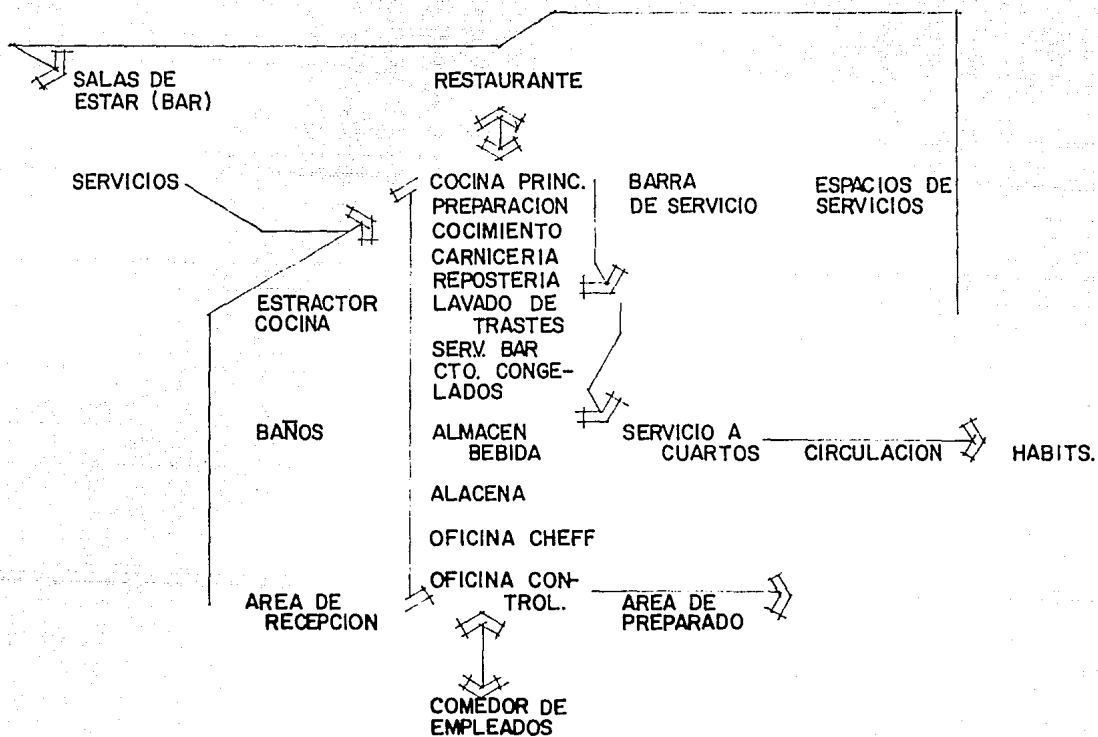 SALAS DE
ESTAR (BAR)
RESTAURANTE
SERVICIOS
COCINA PRINC.
PREPARACION
COCIMIENTO
CARNICERIA
REPOSTERIA
LAVADO DE
TRASTES
SERV. BAR
CTO. CONGE-
LADOS
BARRA
DE SERVICIO
ESPACIOS DE
SERVICIOS
ESTRACTOR
COCINA
BAÑOS
ALMACEN
BEBIDA
SERVICIO A
CUARTOS
CIRCULACION
HABITS.
ALACENA
OFICINA CHEFF
OFICINA CON-
TROL.
AREA DE
RECEPCION
AREA DE
PREPARADO
COMEDOR DE
EMPLEADOS